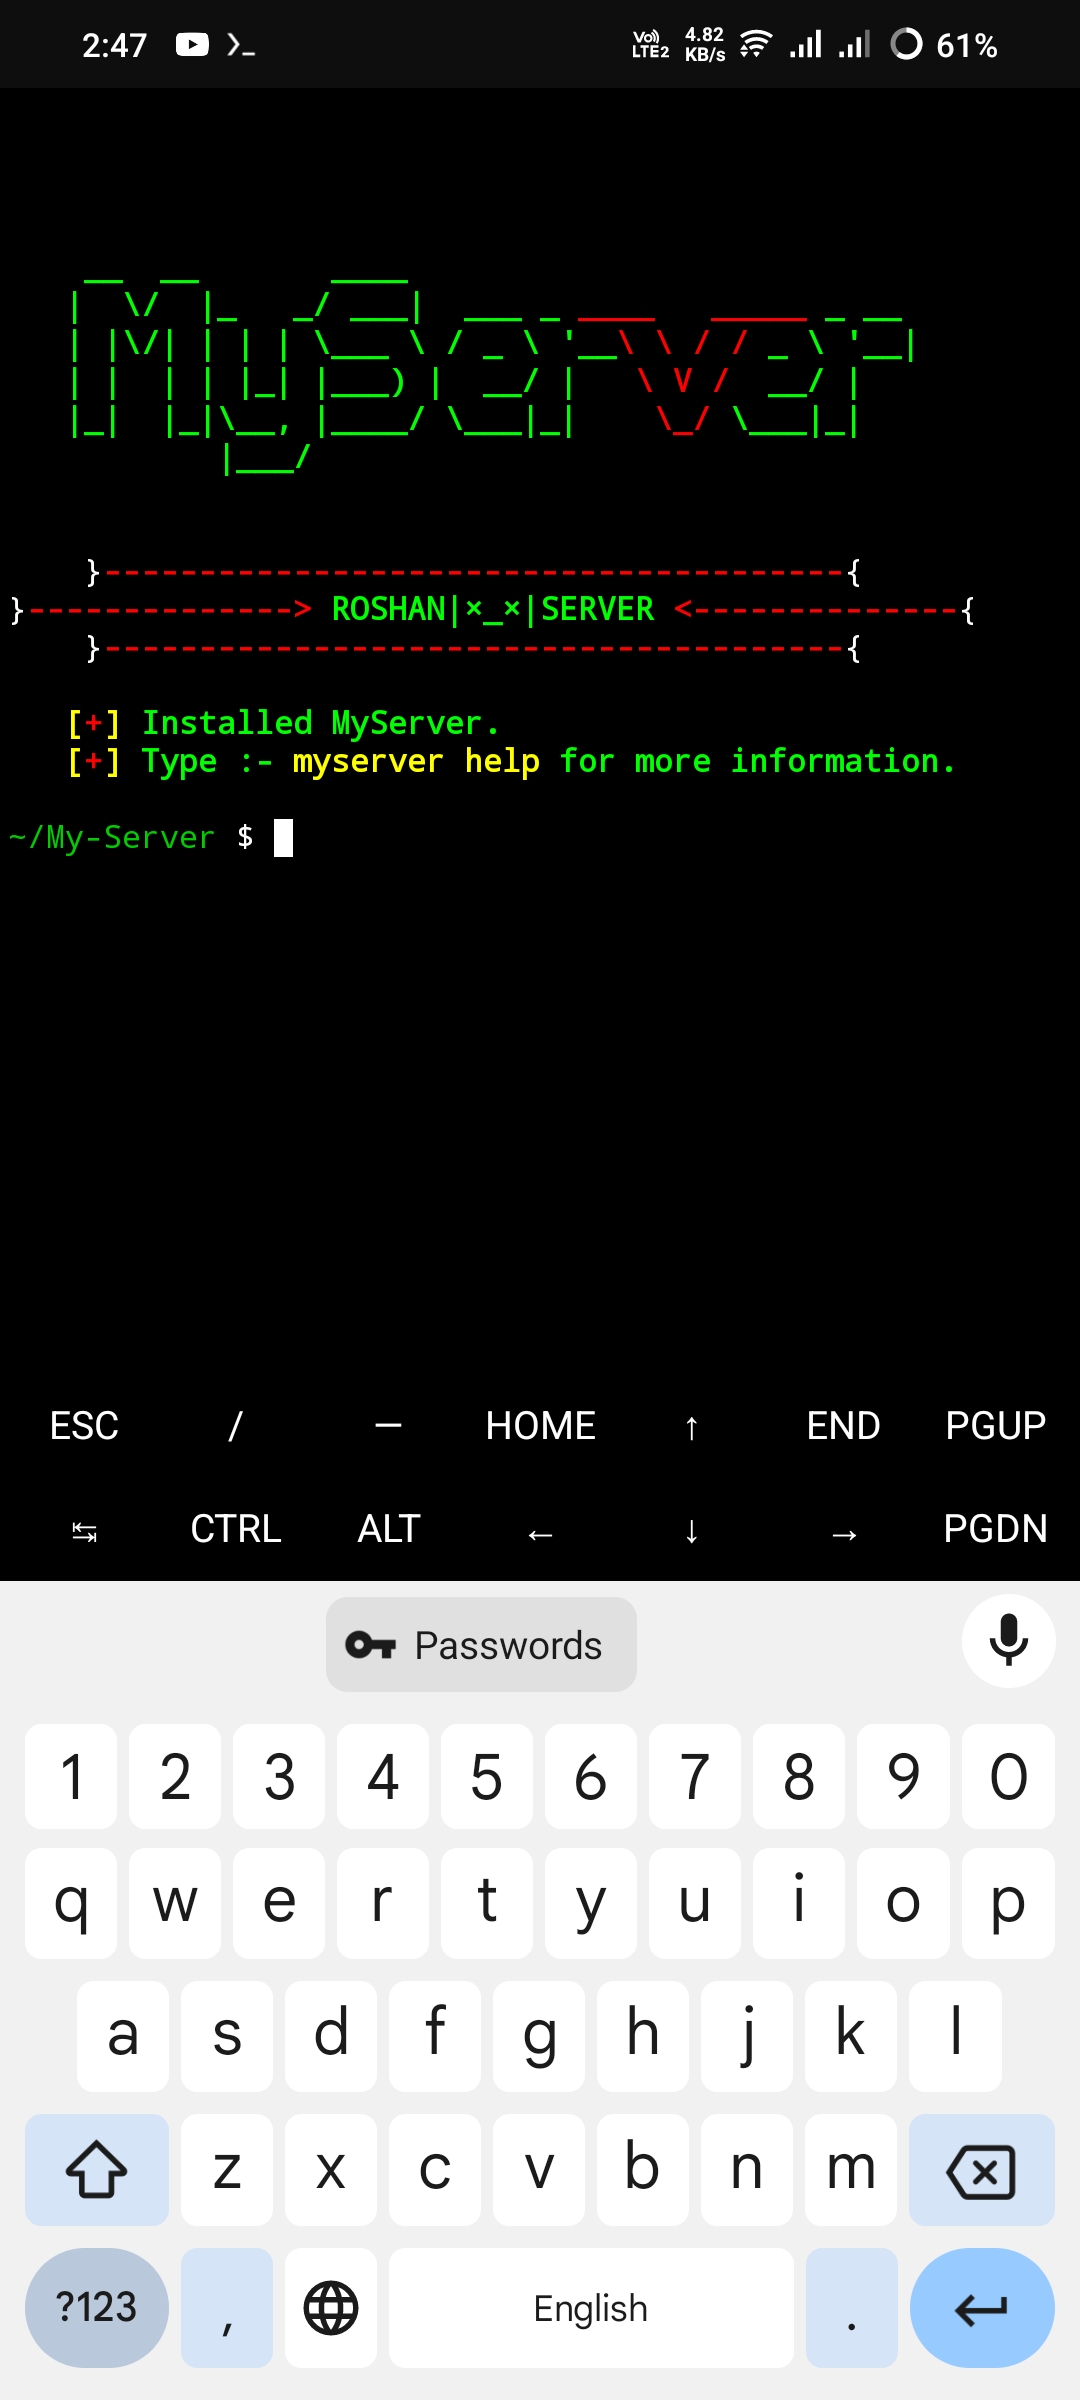 2:47 VoLTE2 4.82 KB/s 61%
MyServer
}---------------------------------------{
}--------------> ROSHAN|×_×|SERVER <--------------{
}---------------------------------------{
[+] Installed MyServer.
[+] Type :- myserver help for more information.
~/My-Server $
ESC / — HOME ↑ END PGUP
↹ CTRL ALT ← ↓ → PGDN
Passwords
1 2 3 4 5 6 7 8 9 0
q w e r t y u i o p
a s d f g h j k l
z x c v b n m
?123 , English .